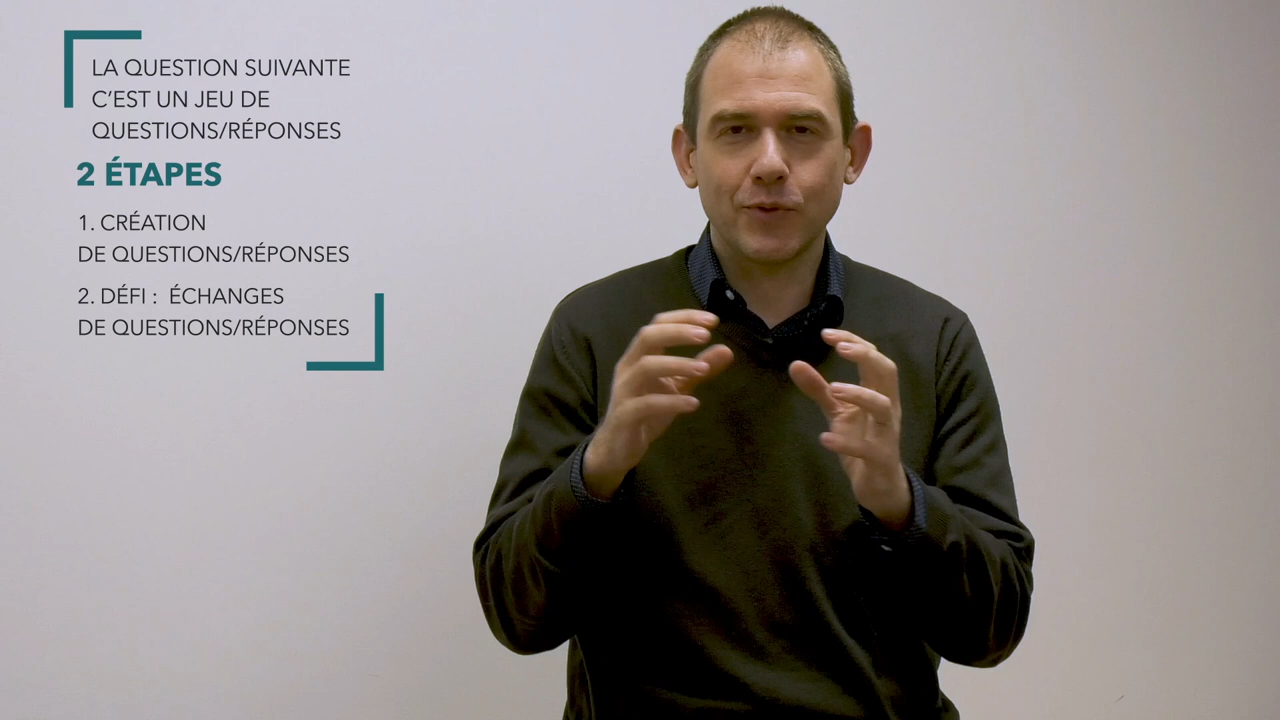 LA QUESTION SUIVANTE
C’EST UN JEU DE
QUESTIONS/RÉPONSES
2 ÉTAPES
1. CRÉATION
DE QUESTIONS/RÉPONSES
2. DÉFI :  ÉCHANGES
DE QUESTIONS/RÉPONSES